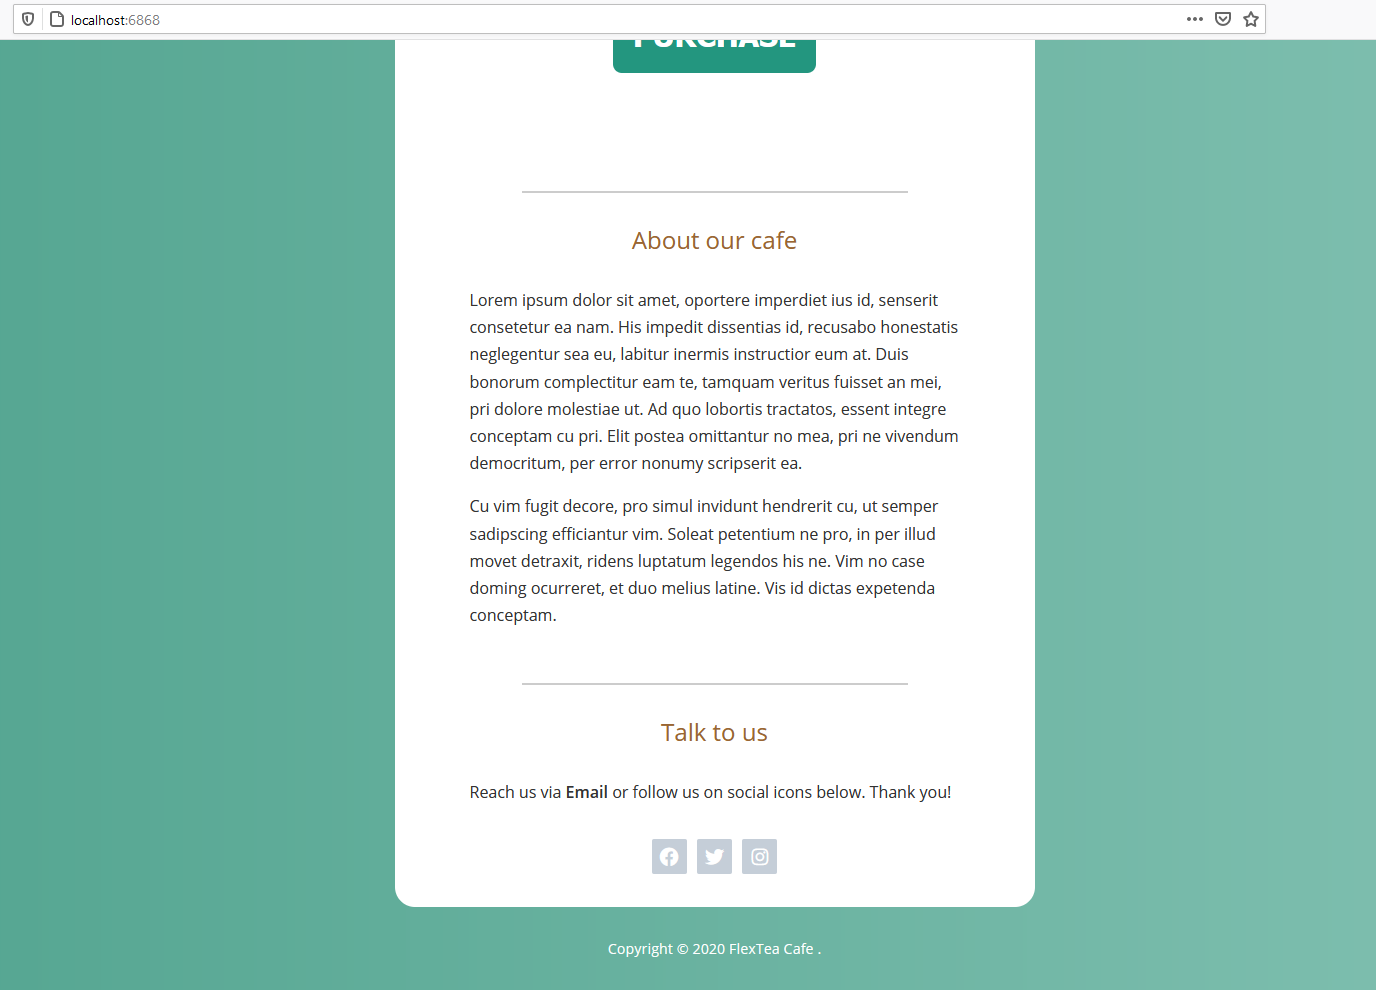 localhost:6868
PURCHASE
About our cafe
Lorem ipsum dolor sit amet, oportere imperdiet ius id, senserit
consetetur ea nam. His impedit dissentias id, recusabo honestatis
neglegentur sea eu, labitur inermis instructior eum at. Duis
bonorum complectitur eam te, tamquam veritus fuisset an mei,
pri dolore molestiae ut. Ad quo lobortis tractatos, essent integre
conceptam cu pri. Elit postea omittantur no mea, pri ne vivendum
democritum, per error nonumy scripserit ea.
Cu vim fugit decore, pro simul invidunt hendrerit cu, ut semper
sadipscing efficiantur vim. Soleat petentium ne pro, in per illud
movet detraxit, ridens luptatum legendos his ne. Vim no case
doming ocurreret, et duo melius latine. Vis id dictas expetenda
conceptam.
Talk to us
Reach us via Email or follow us on social icons below. Thank you!
Copyright © 2020 FlexTea Cafe .